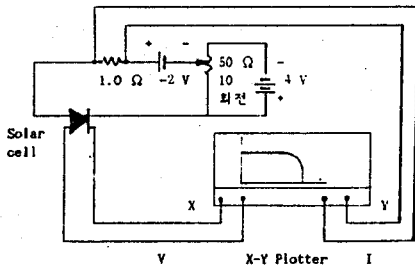 + -
50 Ω
1.0 Ω
-2 V
10
회전
-
4 V
+
Solar
cell
X
Y
V
X-Y Plotter
I